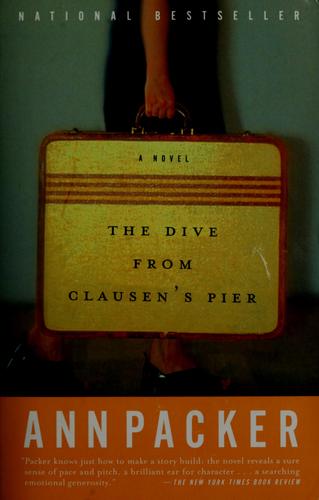 NATIONAL BESTSELLER
A NOVEL
THE DIVE
FROM
CLAUSEN'S PIER
ANN PACKER
"Packer knows just how to make a story build: the novel reveals a sure
sense of pace and pitch, a brilliant ear for character . . . a searching
emotional generosity." —THE NEW YORK TIMES BOOK REVIEW